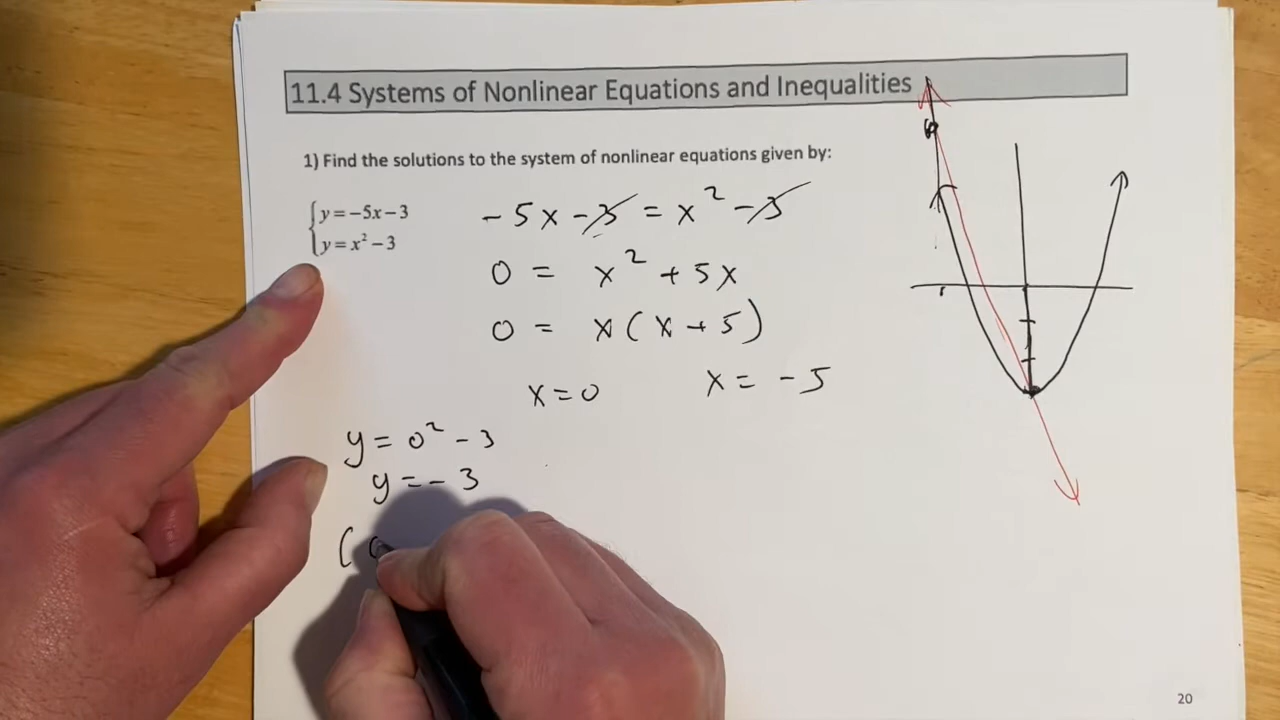 11.4 Systems of Nonlinear Equations and Inequalities
1) Find the solutions to the system of nonlinear equations given by:
y = −5x − 3
y = x² − 3
-5x - 3 = x² - 3
0 = x² + 5x
0 = x(x + 5)
x = 0 x = -5
y = 0² - 3
y = -3
(0
20